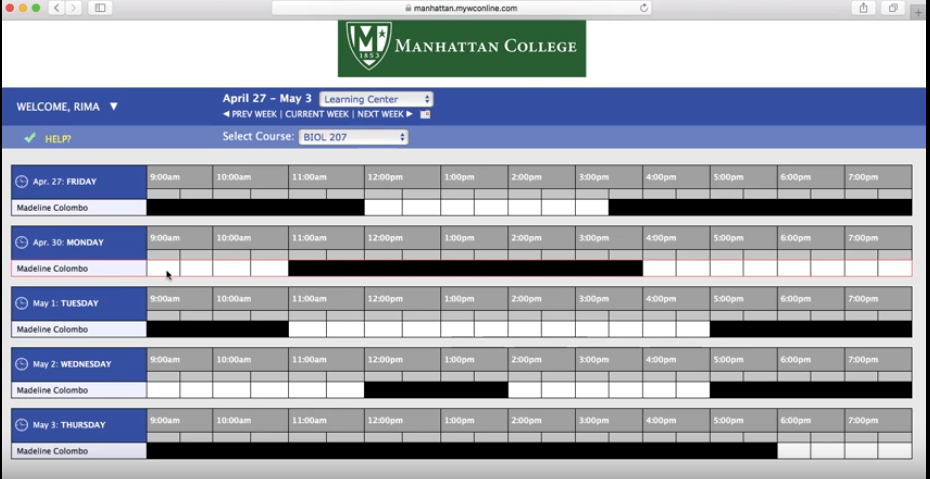 manhattan.mywconline.com
M
1853
MANHATTAN COLLEGE
WELCOME, RIMA ▼
April 27 – May 3 Learning Center
◄ PREV WEEK | CURRENT WEEK | NEXT WEEK ►
HELP?
Select Course: BIOL 207
Apr. 27: FRIDAY 9:00am 10:00am 11:00am 12:00pm 1:00pm 2:00pm 3:00pm 4:00pm 5:00pm 6:00pm 7:00pm
Madeline Colombo
Apr. 30: MONDAY 9:00am 10:00am 11:00am 12:00pm 1:00pm 2:00pm 3:00pm 4:00pm 5:00pm 6:00pm 7:00pm
Madeline Colombo
May 1: TUESDAY 9:00am 10:00am 11:00am 12:00pm 1:00pm 2:00pm 3:00pm 4:00pm 5:00pm 6:00pm 7:00pm
Madeline Colombo
May 2: WEDNESDAY 9:00am 10:00am 11:00am 12:00pm 1:00pm 2:00pm 3:00pm 4:00pm 5:00pm 6:00pm 7:00pm
Madeline Colombo
May 3: THURSDAY 9:00am 10:00am 11:00am 12:00pm 1:00pm 2:00pm 3:00pm 4:00pm 5:00pm 6:00pm 7:00pm
Madeline Colombo